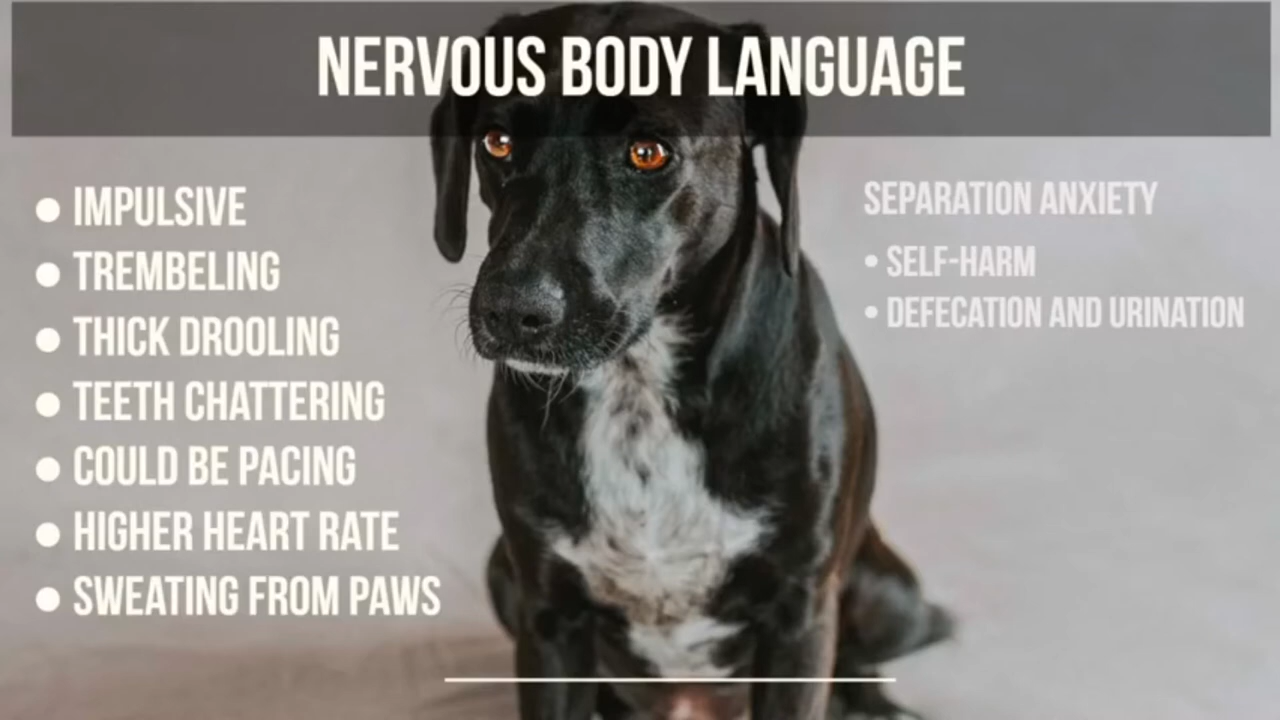 NERVOUS BODY LANGUAGE
● IMPULSIVE
● TREMBELING
● THICK DROOLING
● TEETH CHATTERING
● COULD BE PACING
● HIGHER HEART RATE
● SWEATING FROM PAWS
SEPARATION ANXIETY
• SELF-HARM
• DEFECATION AND URINATION